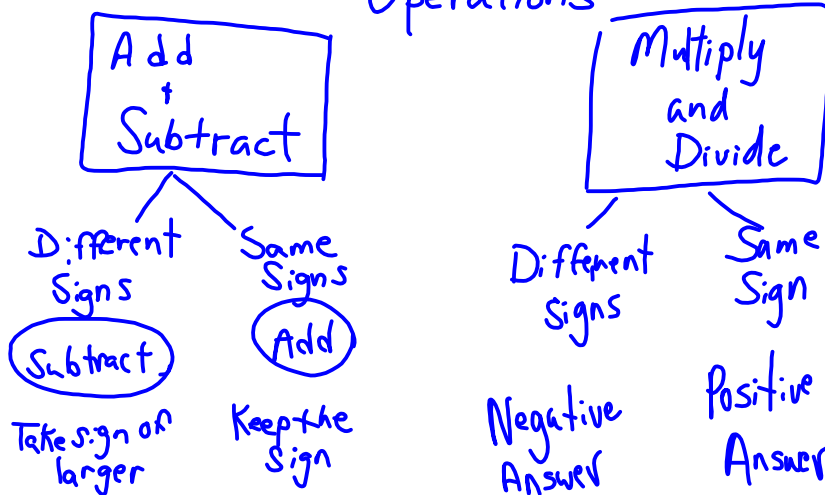 Operations
Add
+
Subtract
Multiply
and
Divide
Different
Signs
Same
Signs
Subtract
Add
Take sign of
larger
Keep the
Sign
Different
signs
Same
Sign
Negative
Answer
Positive
Answer